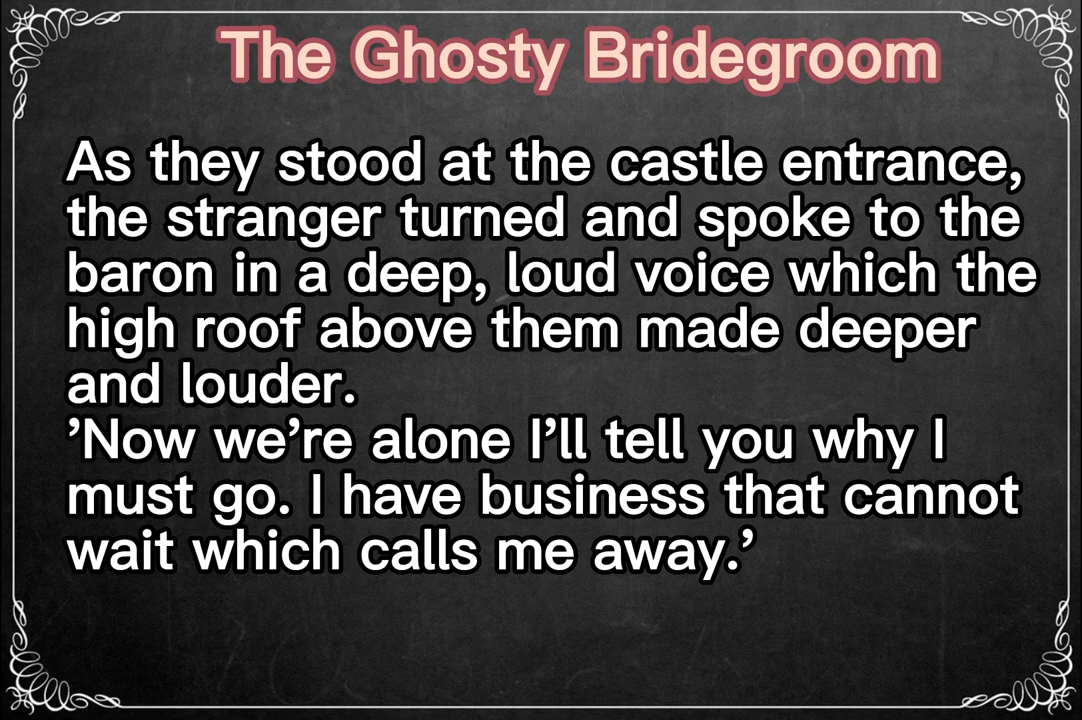 The Ghosty Bridegroom
As they stood at the castle entrance,
the stranger turned and spoke to the
baron in a deep, loud voice which the
high roof above them made deeper
and louder.
’Now we’re alone I’ll tell you why I
must go. I have business that cannot
wait which calls me away.’